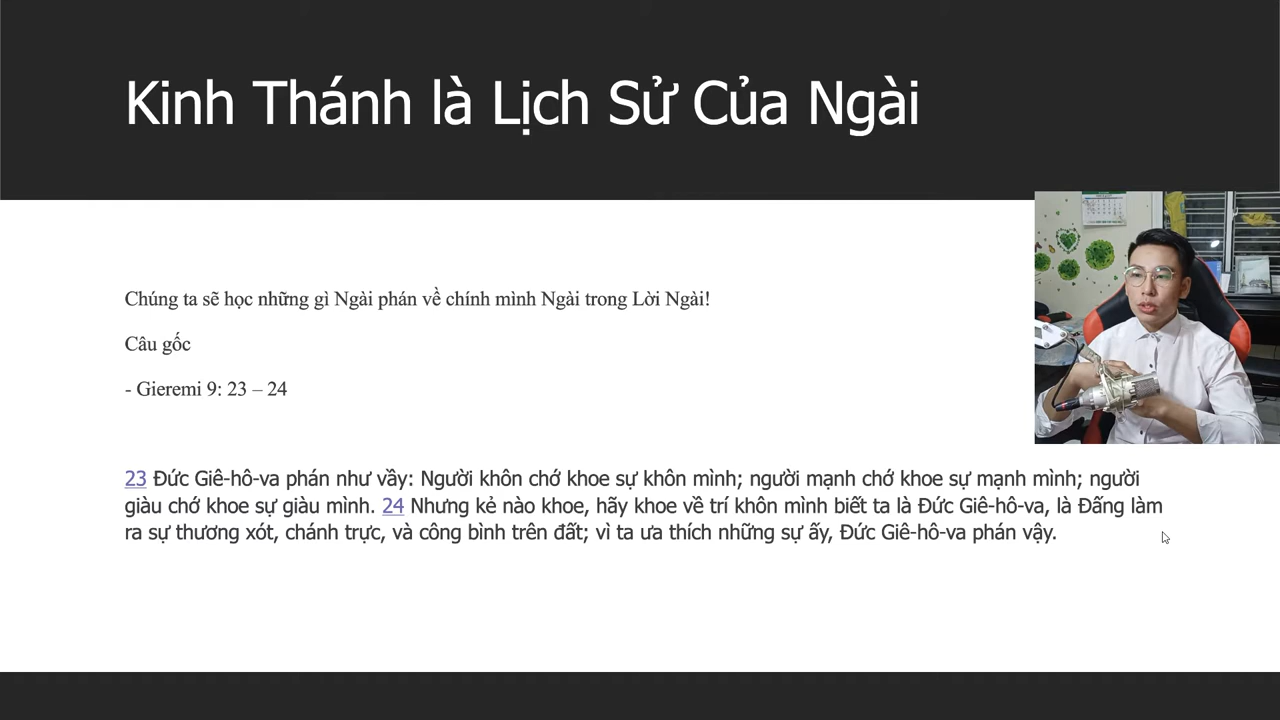 Kinh Thánh là Lịch Sử Của Ngài
Chúng ta sẽ học những gì Ngài phán về chính mình Ngài trong Lời Ngài!
Câu gốc
- Gieremi 9: 23 – 24
23 Đức Giê-hô-va phán như vầy: Người khôn chớ khoe sự khôn mình; người mạnh chớ khoe sự mạnh mình; người
giàu chớ khoe sự giàu mình. 24 Nhưng kẻ nào khoe, hãy khoe về trí khôn mình biết ta là Đức Giê-hô-va, là Đấng làm
ra sự thương xót, chánh trực, và công bình trên đất; vì ta ưa thích những sự ấy, Đức Giê-hô-va phán vậy.